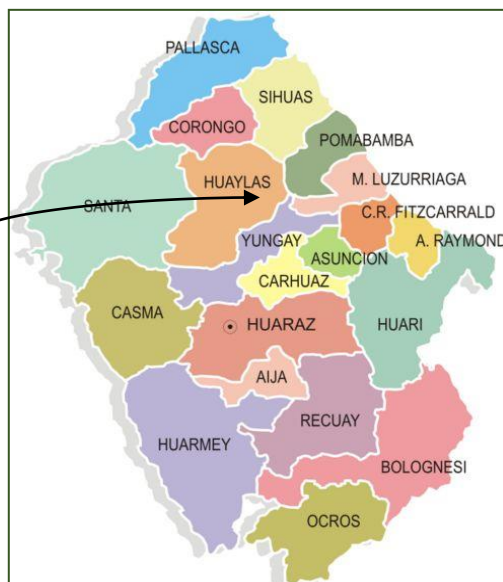 PALLASCA
SIHUAS
CORONGO
POMABAMBA
HUAYLAS
M. LUZURRIAGA
SANTA
C.R. FITZCARRALD
YUNGAY
A. RAYMOND
ASUNCION
CARHUAZ
CASMA
HUARAZ
HUARI
AIJA
RECUAY
HUARMEY
BOLOGNESI
OCROS